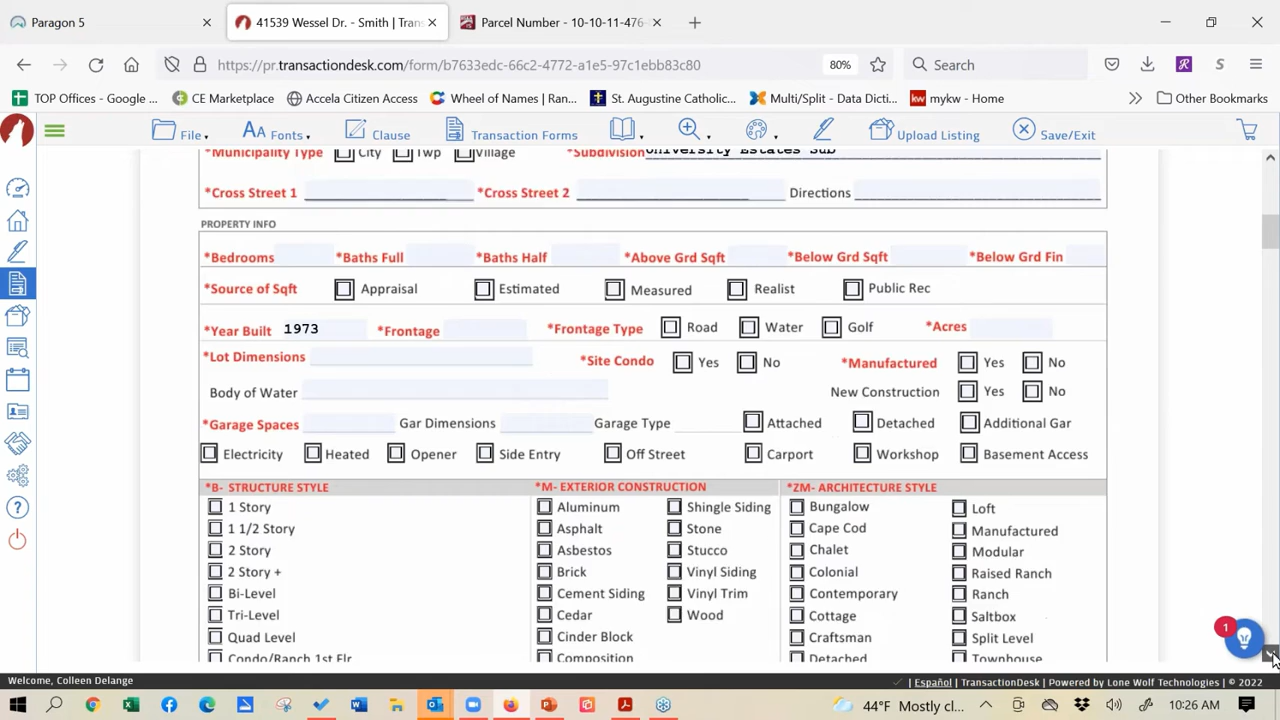 Paragon 5
41539 Wessel Dr. - Smith | Trans
Parcel Number - 10-10-11-476-
https://pr.transactiondesk.com/form/b7633edc-66c2-4772-a1e5-97c1ebb83c80
80%
Search
TOP Offices - Google ...
CE Marketplace
Accela Citizen Access
Wheel of Names | Ran...
St. Augustine Catholic...
Multi/Split - Data Dicti...
mykw - Home
Other Bookmarks
File
Fonts
Clause
Transaction Forms
Upload Listing
Save/Exit
*Municipality Type City Twp Village *Subdivision University Estates Sub
*Cross Street 1 *Cross Street 2 Directions
PROPERTY INFO
*Bedrooms *Baths Full *Baths Half *Above Grd Sqft *Below Grd Sqft *Below Grd Fin
*Source of Sqft Appraisal Estimated Measured Realist Public Rec
*Year Built 1973 *Frontage *Frontage Type Road Water Golf *Acres
*Lot Dimensions *Site Condo Yes No *Manufactured Yes No
Body of Water New Construction Yes No
*Garage Spaces Gar Dimensions Garage Type Attached Detached Additional Gar
Electricity Heated Opener Side Entry Off Street Carport Workshop Basement Access
*B- STRUCTURE STYLE *M- EXTERIOR CONSTRUCTION *ZM- ARCHITECTURE STYLE
1 Story Aluminum Shingle Siding Bungalow Loft
1 1/2 Story Asphalt Stone Cape Cod Manufactured
2 Story Asbestos Stucco Chalet Modular
2 Story + Brick Vinyl Siding Colonial Raised Ranch
Bi-Level Cement Siding Vinyl Trim Contemporary Ranch
Tri-Level Cedar Wood Cottage Saltbox
Quad Level Cinder Block Craftsman Split Level
Condo/Ranch 1st Flr Composition Detached Townhouse
1
Welcome, Colleen Delange
| Español | TransactionDesk | Powered by Lone Wolf Technologies | © 2022
44°F Mostly cl...
10:26 AM